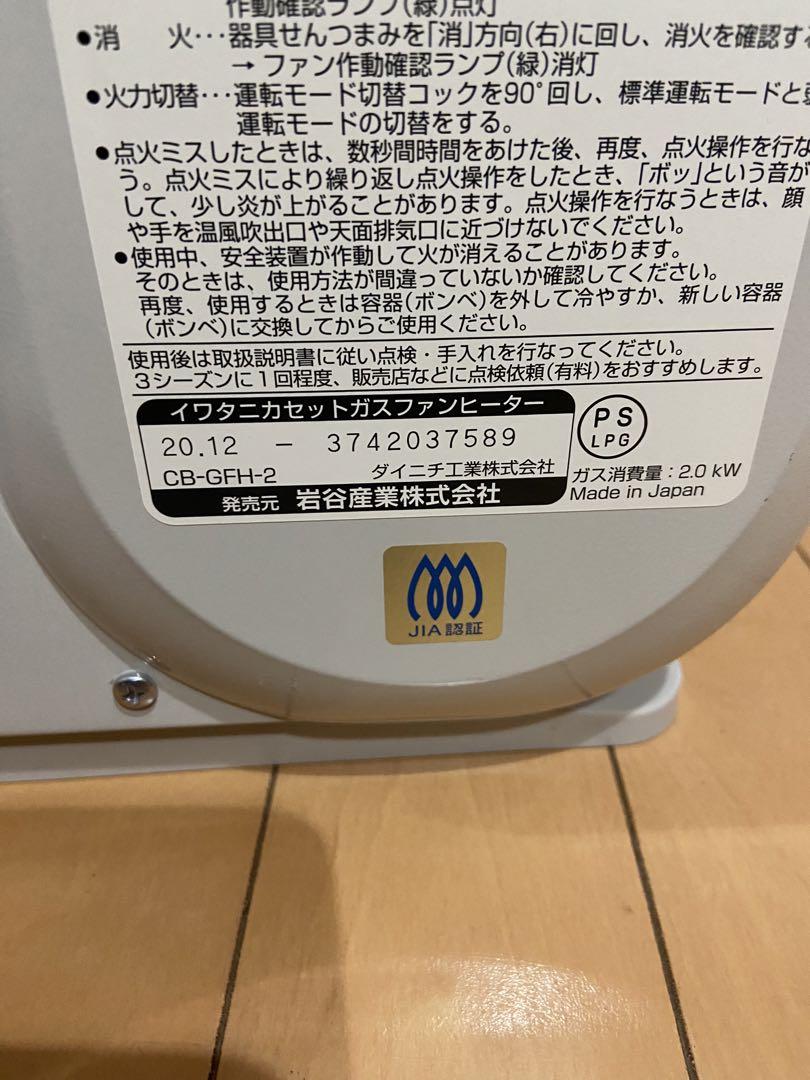 作動確認ランプ(緑)点灯
●消　火･･･器具せんつまみを「消」方向(右)に回し、消火を確認する
→ ファン作動確認ランプ(緑)消灯
●火力切替･･･運転モード切替コックを90°回し、標準運転モードと
運転モードの切替をする。
●点火ミスしたときは、数秒間時間をあけた後、再度、点火操作を行な
う。点火ミスにより繰り返し点火操作をしたとき、「ボッ」という音が
して、少し炎が上がることがあります。点火操作を行なうときは、顔
や手を温風吹出口や天面排気口に近づけないでください。
●使用中、安全装置が作動して火が消えることがあります。
そのときは、使用方法が間違っていないか確認してください。
再度、使用するときは容器(ボンベ)を外して冷やすか、新しい容器
(ボンベ)に交換してからご使用ください。
使用後は取扱説明書に従い点検・手入れを行なってください。
3シーズンに1回程度、販売店などに点検依頼(有料)をおすすめします。
イワタニカセットガスファンヒーター
20.12 － 3742037589
CB-GFH-2 ダイニチ工業株式会社
発売元 岩谷産業株式会社
PS
LPG
ガス消費量：2.0 kW
Made in Japan
JIA 認証